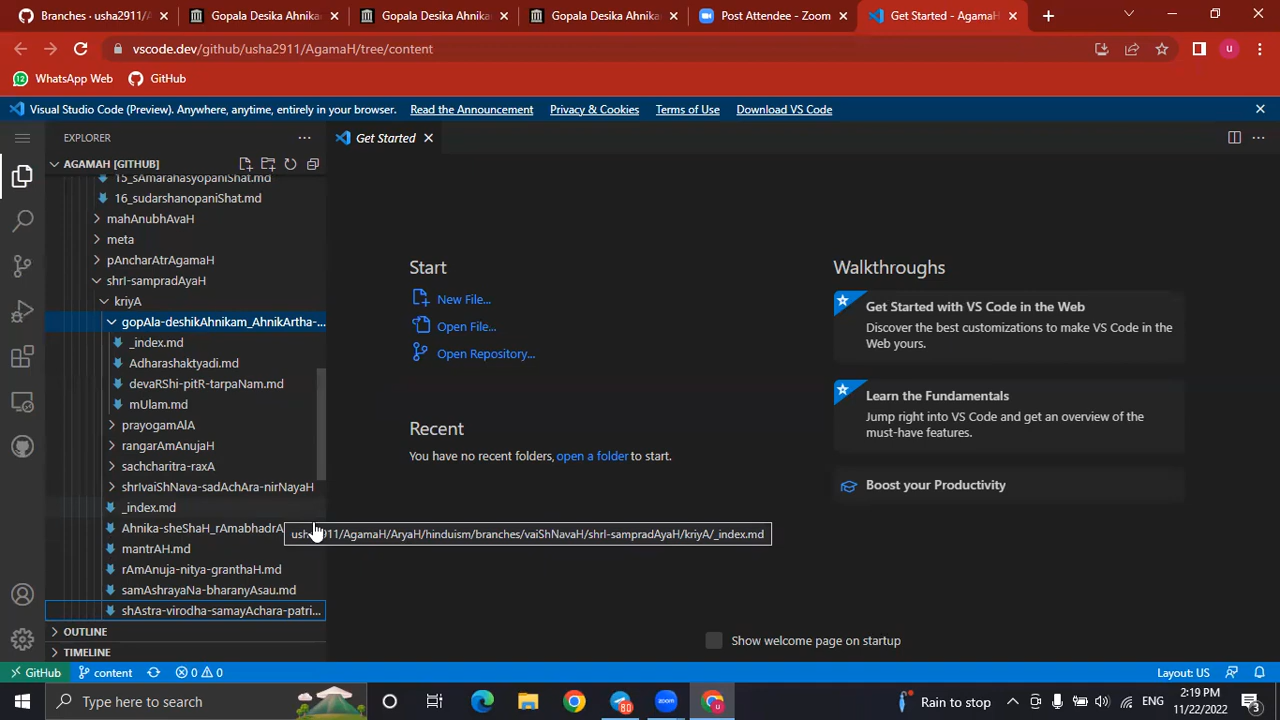 Branches · usha2911/A
Gopala Desika Ahnika
Gopala Desika Ahnika
Gopala Desika Ahnika
Post Attendee - Zoom
Get Started - AgamaH
vscode.dev/github/usha2911/AgamaH/tree/content
u
WhatsApp Web
GitHub
Visual Studio Code (Preview). Anywhere, anytime, entirely in your browser.
Read the Announcement
Privacy & Cookies
Terms of Use
Download VS Code
EXPLORER
Get Started
AGAMAH [GITHUB]
15_sAmarahasyopaniShat.md
16_sudarshanopaniShat.md
mahAnubhAvaH
meta
pAncharAtrAgamaH
shrI-sampradAyaH
kriyA
gopAla-deshikAhnikam_AhnikArtha-...
_index.md
Adharashaktyadi.md
devaRShi-pitR-tarpaNam.md
mUlam.md
prayogamAlA
rangarAmAnujaH
sachcharitra-raxA
shrIvaiShNava-sadAchAra-nirNayaH
_index.md
Ahnika-sheShaH_rAmabhadrA
mantrAH.md
rAmAnuja-nitya-granthaH.md
samAshrayaNa-bharanyAsau.md
shAstra-virodha-samayAchara-patri...
OUTLINE
TIMELINE
Start
New File...
Open File...
Open Repository...
Recent
You have no recent folders, open a folder to start.
Walkthroughs
Get Started with VS Code in the Web
Discover the best customizations to make VS Code in the
Web yours.
Learn the Fundamentals
Jump right into VS Code and get an overview of the
must-have features.
Boost your Productivity
usha2911/AgamaH/AryaH/hinduism/branches/vaiShNavaH/shrI-sampradAyaH/kriyA/_index.md
Show welcome page on startup
GitHub
content
0
0
Layout: US
Type here to search
Rain to stop
ENG
2:19 PM
11/22/2022
3